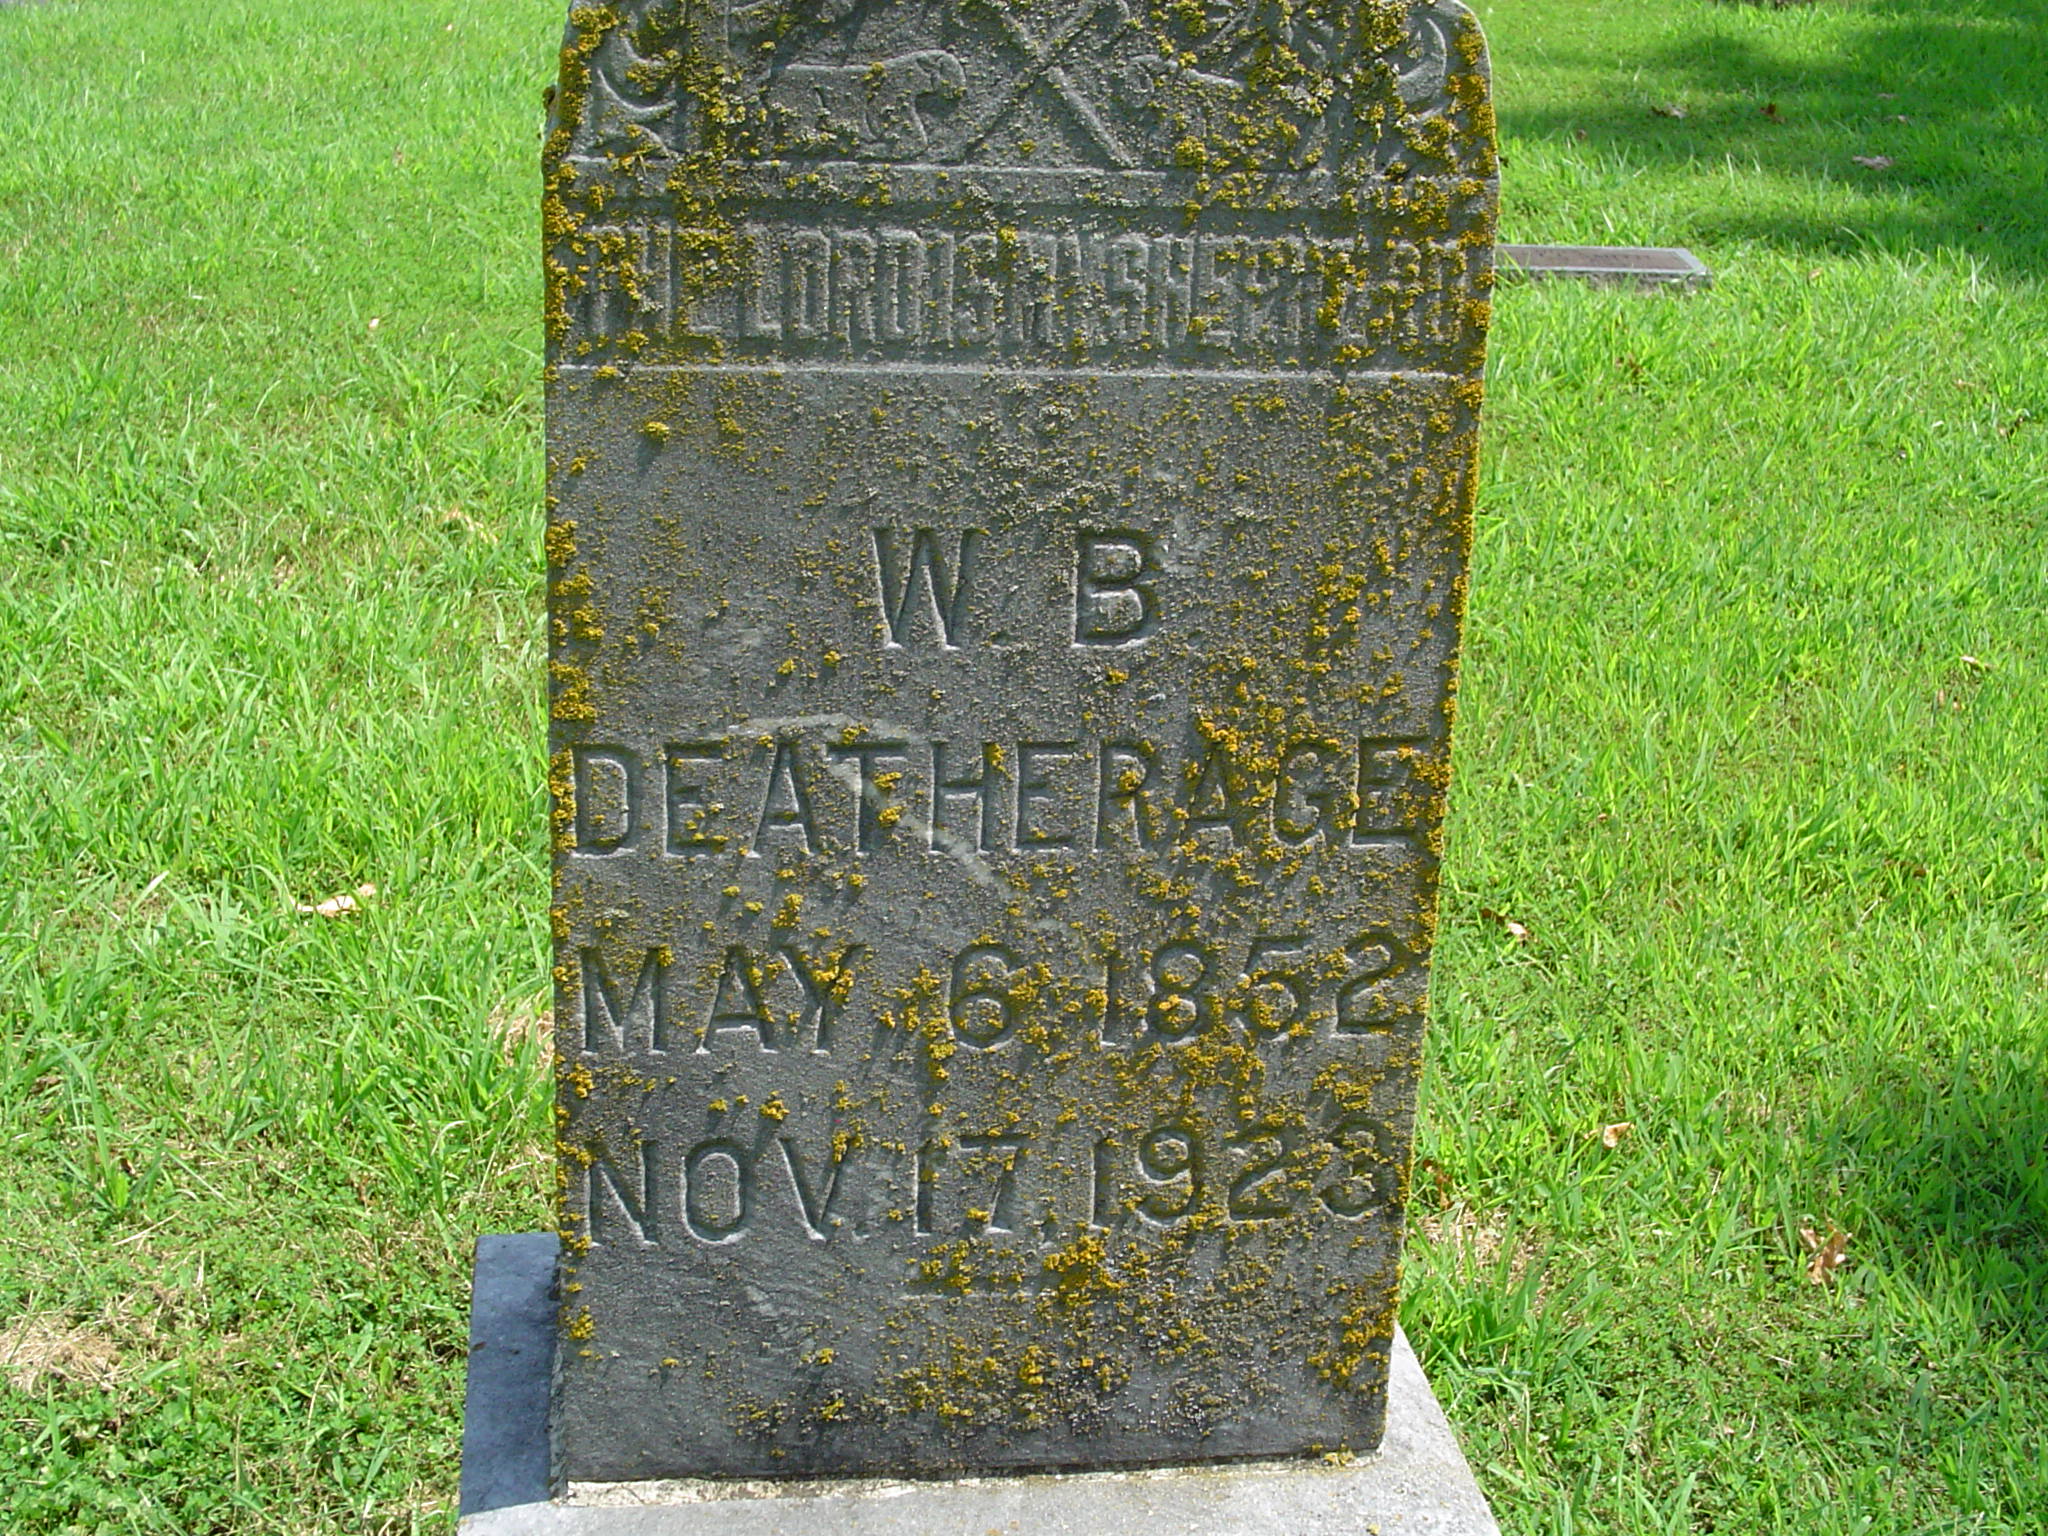 THE LORD IS MY SHEPHERD
W. B.
DEATHERAGE
MAY 6 1852
NOV. 17, 1923